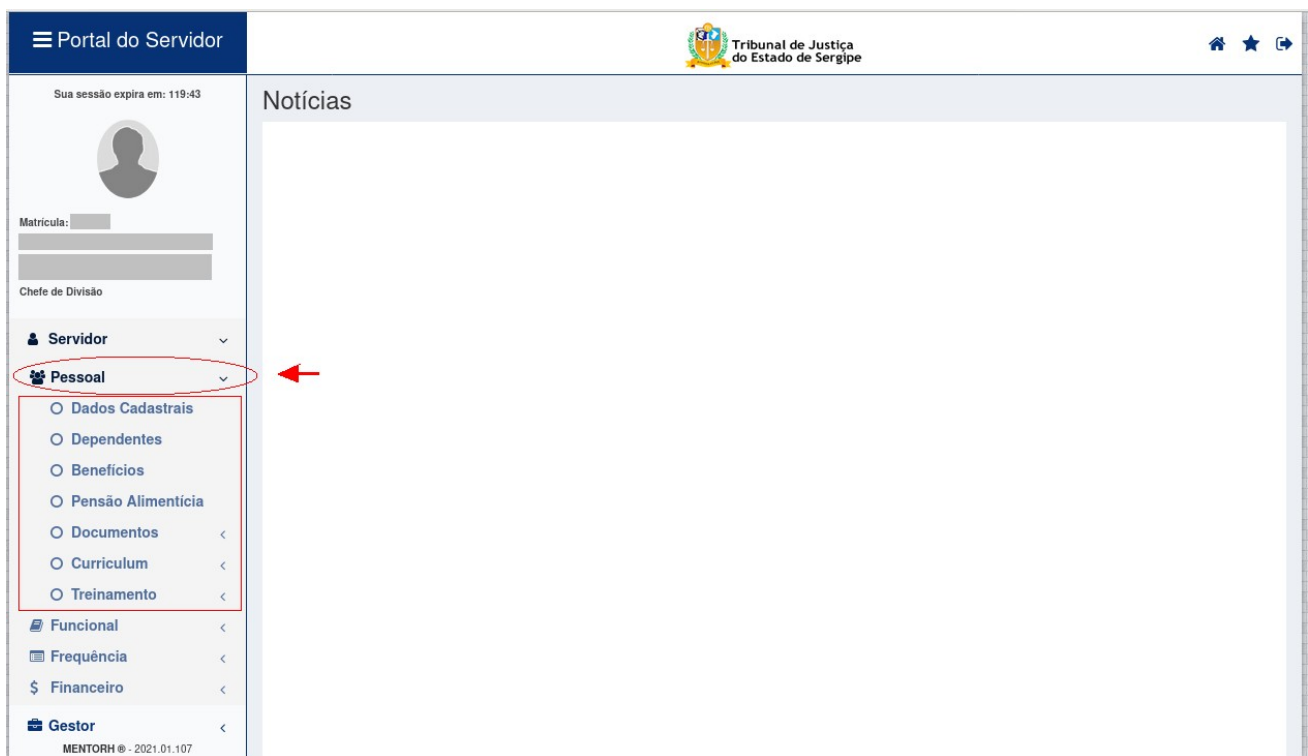 Portal do Servidor
Tribunal de Justiça
do Estado de Sergipe
Sua sessão expira em: 119:43
Notícias
Matrícula:
Chefe de Divisão
Servidor
Pessoal
Dados Cadastrais
Dependentes
Benefícios
Pensão Alimentícia
Documentos
Curriculum
Treinamento
Funcional
Frequência
$ Financeiro
Gestor
MENTORH ® - 2021.01.107